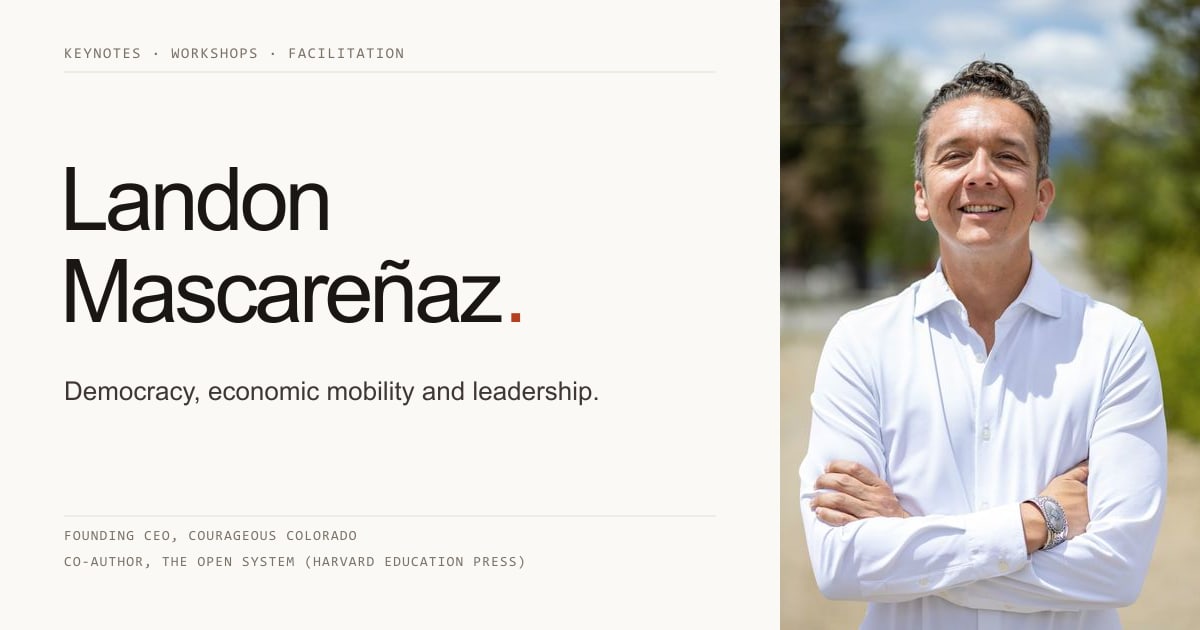 KEYNOTES · WORKSHOPS · FACILITATION
Landon
Mascareñaz.
Democracy, economic mobility and leadership.
FOUNDING CEO, COURAGEOUS COLORADO
CO-AUTHOR, THE OPEN SYSTEM (HARVARD EDUCATION PRESS)